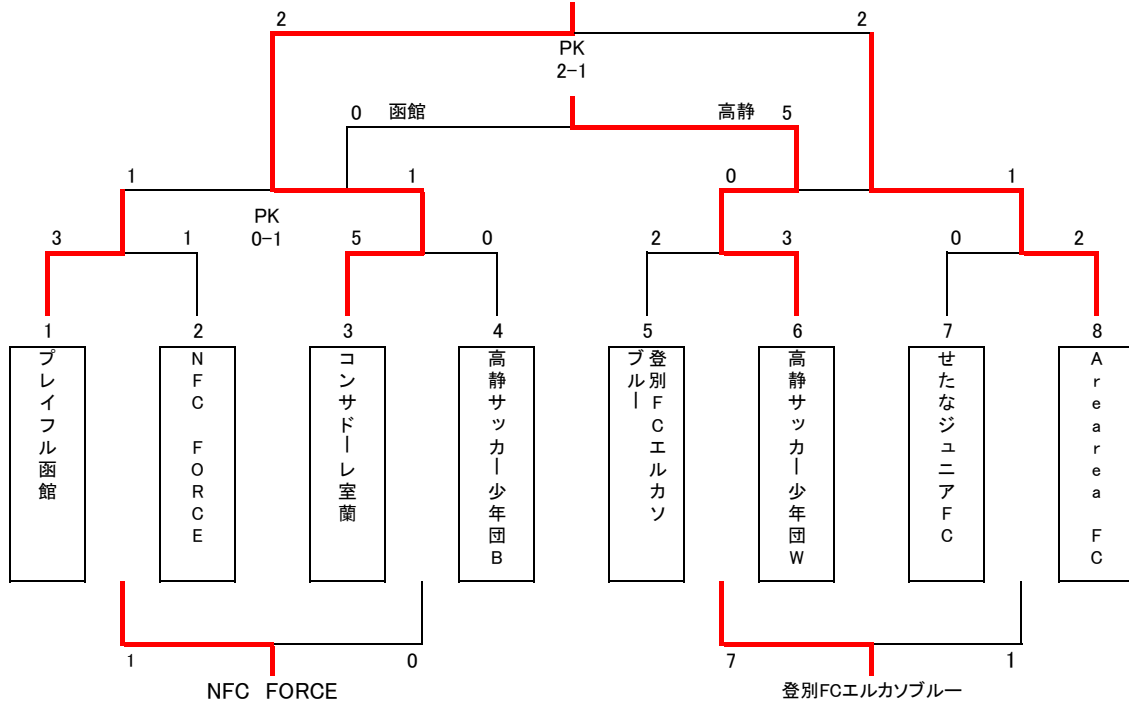 2 2
PK
2-1
0 函館 高静 5
1 1 0 1
PK
0-1
3 1 5 0 2 3 0 2
1 2 3 4 5 6 7 8
プレイフル函館
NFC FORCE
コンサドーレ室蘭
高静サッカー少年団B
登別FCエルカソ
ブルー
高静サッカー少年団W
せたなジュニアFC
Arearea FC
1 0 7 1
NFC FORCE 登別FCエルカソブルー